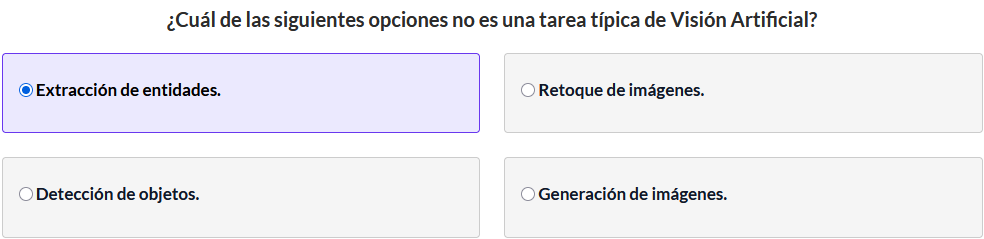 ¿Cuál de las siguientes opciones no es una tarea típica de Visión Artificial?
Extracción de entidades.
Retoque de imágenes.
Detección de objetos.
Generación de imágenes.